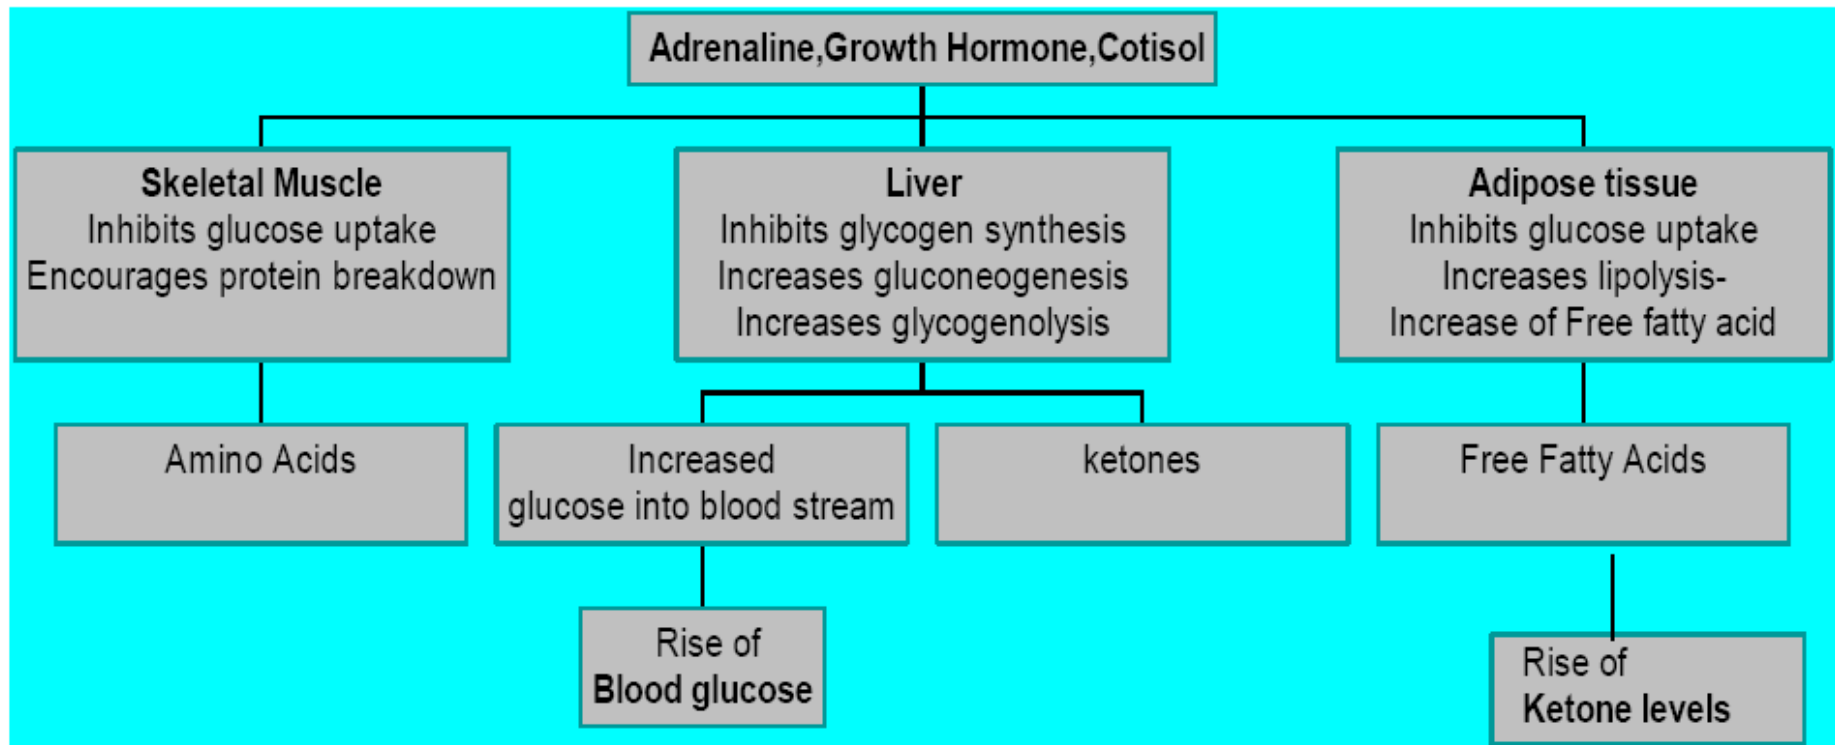 Adrenaline,Growth Hormone,Cotisol
Skeletal Muscle
Inhibits glucose uptake
Encourages protein breakdown
Liver
Inhibits glycogen synthesis
Increases gluconeogenesis
Increases glycogenolysis
Adipose tissue
Inhibits glucose uptake
Increases lipolysis-
Increase of Free fatty acid
Amino Acids
Increased
glucose into blood stream
ketones
Free Fatty Acids
Rise of
Blood glucose
Rise of
Ketone levels